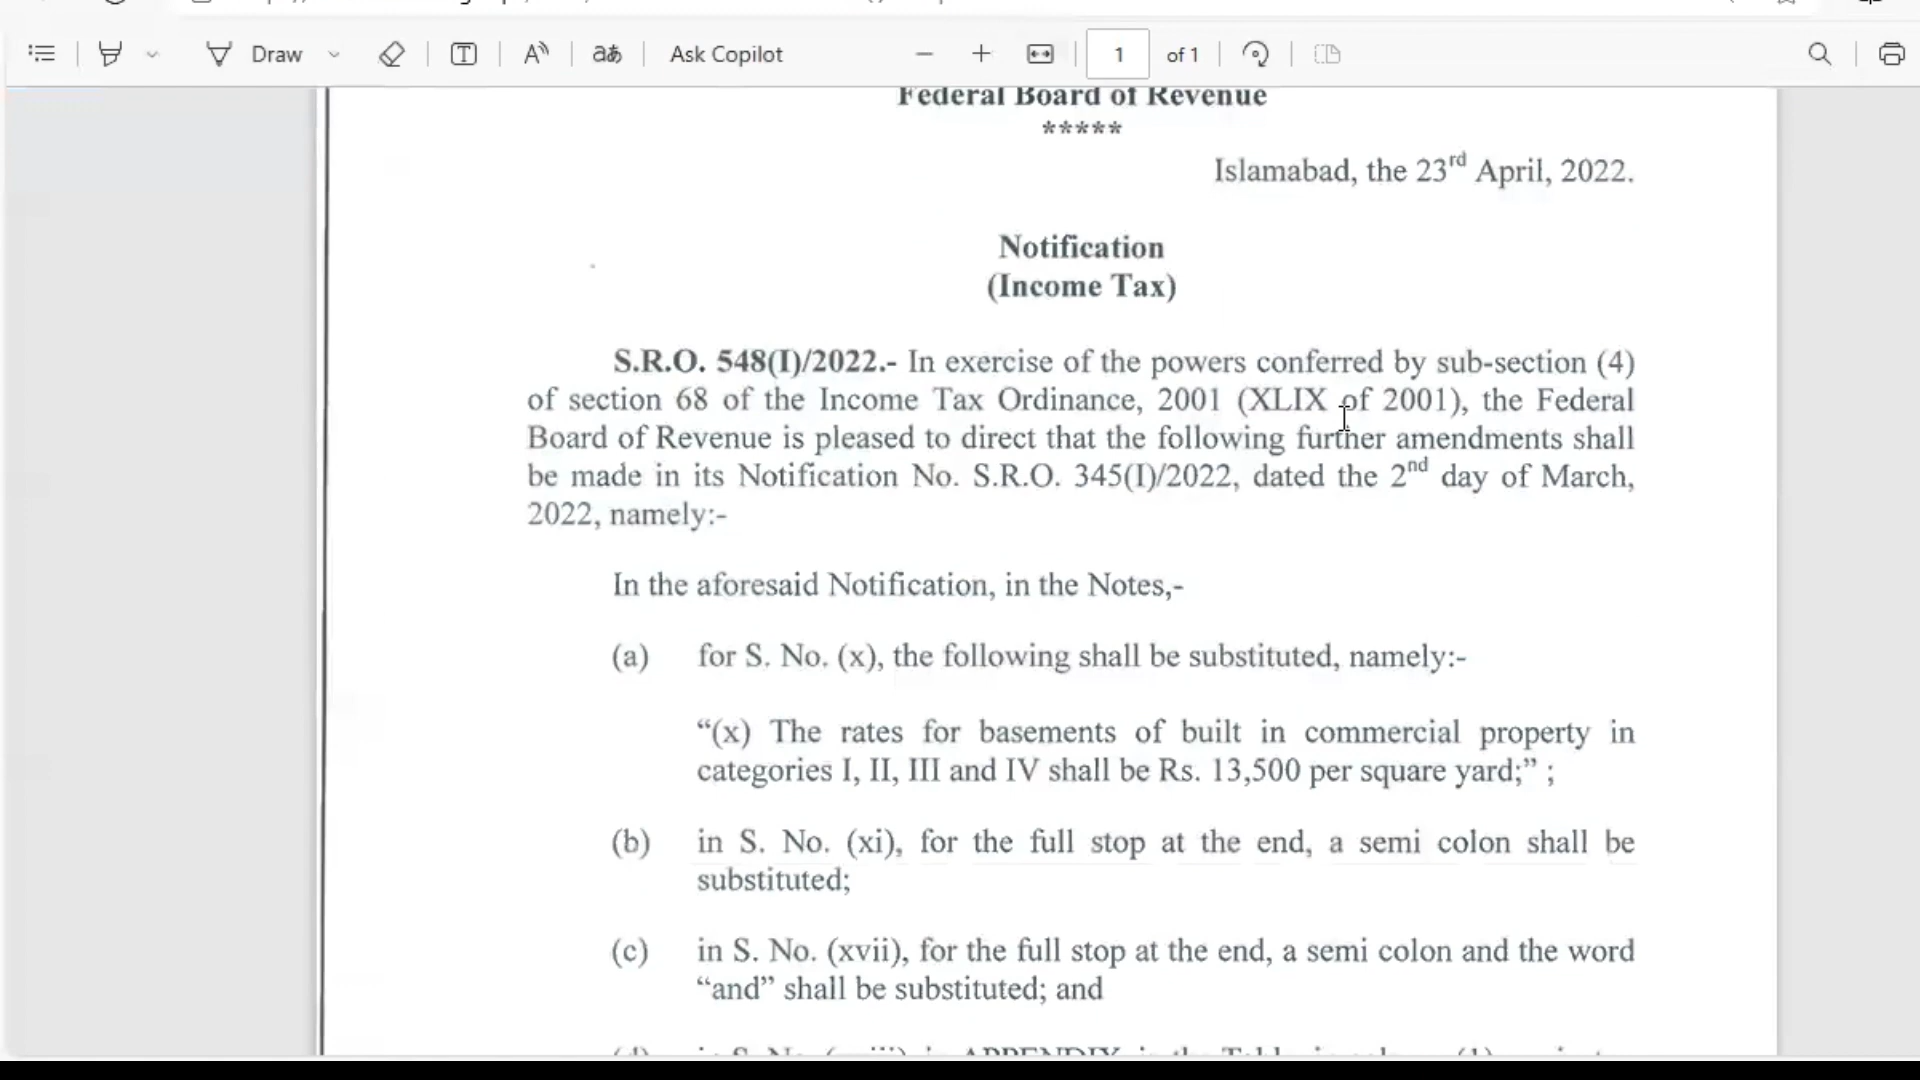 Draw
aあ
Ask Copilot
1 of 1
Federal Board of Revenue
*****
Islamabad, the 23rd April, 2022.
Notification
(Income Tax)
S.R.O. 548(I)/2022.- In exercise of the powers conferred by sub-section (4)
of section 68 of the Income Tax Ordinance, 2001 (XLIX of 2001), the Federal
Board of Revenue is pleased to direct that the following further amendments shall
be made in its Notification No. S.R.O. 345(I)/2022, dated the 2nd day of March,
2022, namely:-
In the aforesaid Notification, in the Notes,-
(a) for S. No. (x), the following shall be substituted, namely:-
“(x) The rates for basements of built in commercial property in
categories I, II, III and IV shall be Rs. 13,500 per square yard;” ;
(b) in S. No. (xi), for the full stop at the end, a semi colon shall be
substituted;
(c) in S. No. (xvii), for the full stop at the end, a semi colon and the word
“and” shall be substituted; and